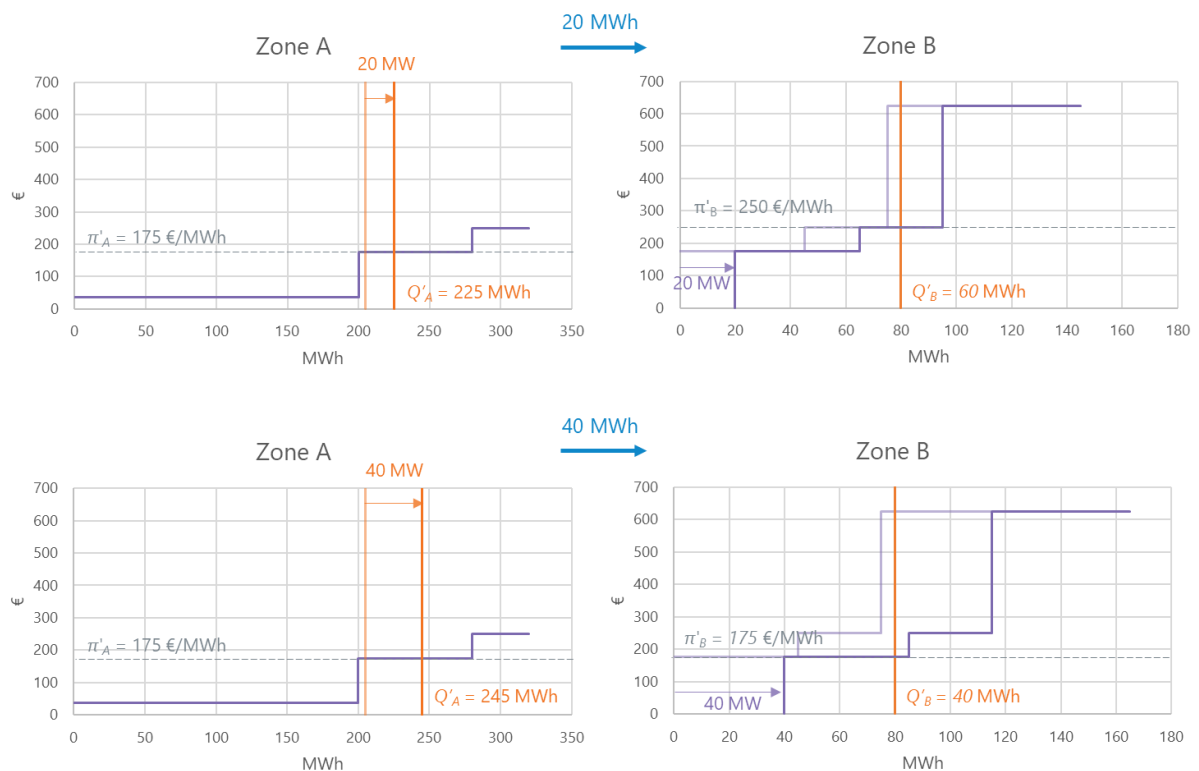 20 MWh
Zone A
Zone B
20 MW
700
600
500
400
300
200
100
0
€
π'A = 175 €/MWh
Q'A = 225 MWh
0 50 100 150 200 250 300 350
MWh
700
600
500
400
300
200
100
0
€
π'B = 250 €/MWh
20 MW
Q'B = 60 MWh
0 20 40 60 80 100 120 140 160 180
MWh
40 MWh
Zone A
Zone B
40 MW
700
600
500
400
300
200
100
0
€
π'A = 175 €/MWh
Q'A = 245 MWh
0 50 100 150 200 250 300 350
MWh
700
600
500
400
300
200
100
0
€
π'B = 175 €/MWh
40 MW
Q'B = 40 MWh
0 20 40 60 80 100 120 140 160 180
MWh